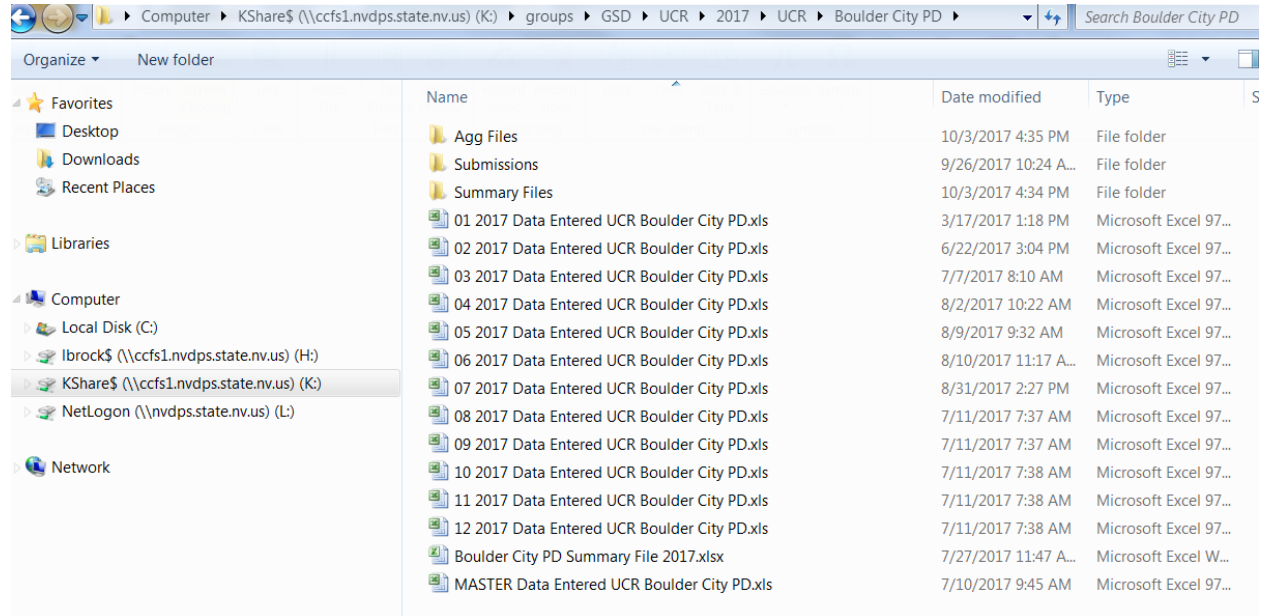 Computer KShare$ (\\ccfs1.nvdps.state.nv.us) (K:) groups GSD UCR 2017 UCR Boulder City PD Search Boulder City PD
Organize New folder
Favorites
Desktop
Downloads
Recent Places
Libraries
Computer
Local Disk (C:)
lbrock$ (\\ccfs1.nvdps.state.nv.us) (H:)
KShare$ (\\ccfs1.nvdps.state.nv.us) (K:)
NetLogon (\\nvdps.state.nv.us) (L:)
Network
Name Date modified Type S
Agg Files 10/3/2017 4:35 PM File folder
Submissions 9/26/2017 10:24 A... File folder
Summary Files 10/3/2017 4:34 PM File folder
01 2017 Data Entered UCR Boulder City PD.xls 3/17/2017 1:18 PM Microsoft Excel 97...
02 2017 Data Entered UCR Boulder City PD.xls 6/22/2017 3:04 PM Microsoft Excel 97...
03 2017 Data Entered UCR Boulder City PD.xls 7/7/2017 8:10 AM Microsoft Excel 97...
04 2017 Data Entered UCR Boulder City PD.xls 8/2/2017 10:22 AM Microsoft Excel 97...
05 2017 Data Entered UCR Boulder City PD.xls 8/9/2017 9:32 AM Microsoft Excel 97...
06 2017 Data Entered UCR Boulder City PD.xls 8/10/2017 11:17 A... Microsoft Excel 97...
07 2017 Data Entered UCR Boulder City PD.xls 8/31/2017 2:27 PM Microsoft Excel 97...
08 2017 Data Entered UCR Boulder City PD.xls 7/11/2017 7:37 AM Microsoft Excel 97...
09 2017 Data Entered UCR Boulder City PD.xls 7/11/2017 7:37 AM Microsoft Excel 97...
10 2017 Data Entered UCR Boulder City PD.xls 7/11/2017 7:38 AM Microsoft Excel 97...
11 2017 Data Entered UCR Boulder City PD.xls 7/11/2017 7:38 AM Microsoft Excel 97...
12 2017 Data Entered UCR Boulder City PD.xls 7/11/2017 7:38 AM Microsoft Excel 97...
Boulder City PD Summary File 2017.xlsx 7/27/2017 11:47 A... Microsoft Excel W...
MASTER Data Entered UCR Boulder City PD.xls 7/10/2017 9:45 AM Microsoft Excel 97...